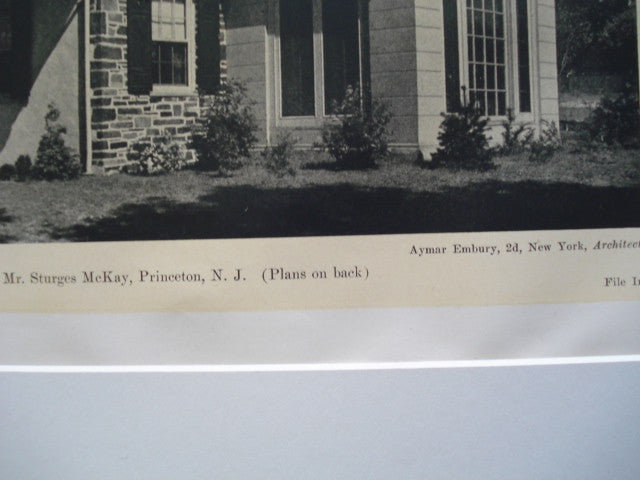 Aymar Embury, 2d, New York, Architect
Mr. Sturges McKay, Princeton, N. J. (Plans on back)
File